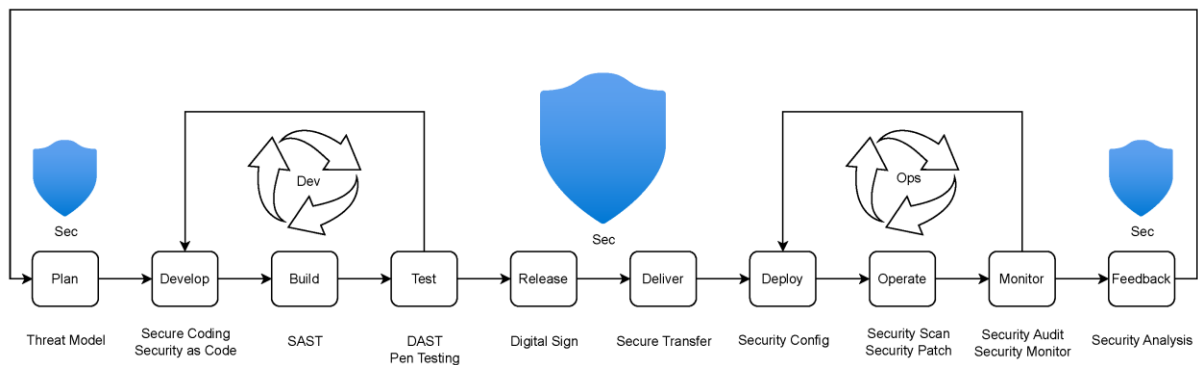 Dev
Ops
Sec
Sec
Sec
Plan
Develop
Build
Test
Release
Deliver
Deploy
Operate
Monitor
Feedback
Threat Model
Secure Coding
Security as Code
SAST
DAST
Pen Testing
Digital Sign
Secure Transfer
Security Config
Security Scan
Security Patch
Security Audit
Security Monitor
Security Analysis